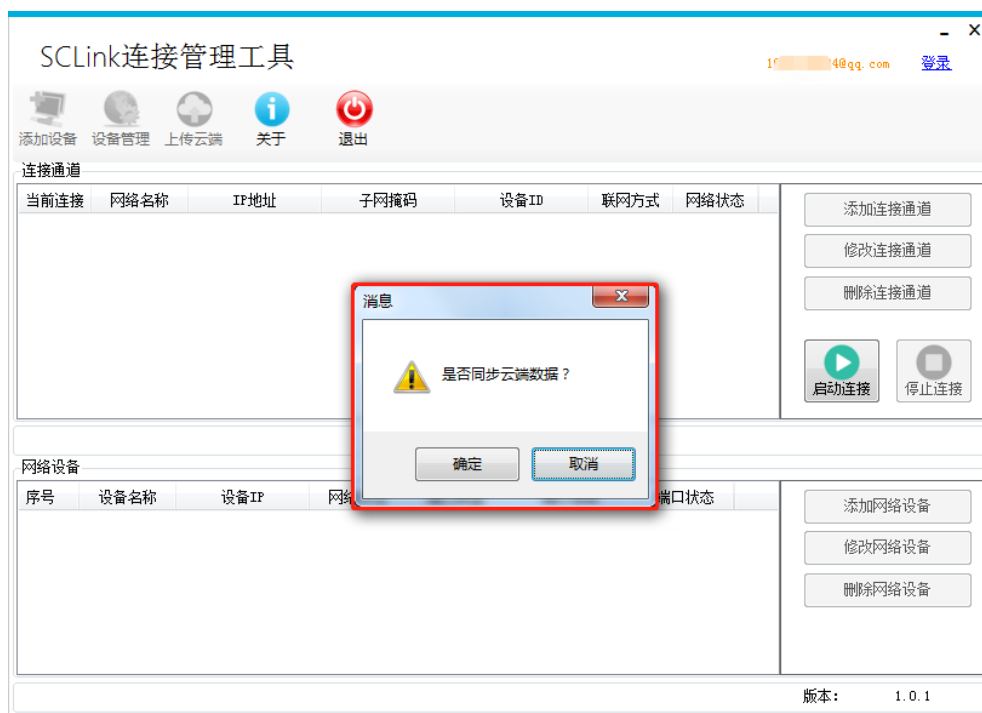 SCLink连接管理工具
19 4@qq.com 登录
添加设备 设备管理 上传云端 关于 退出
连接通道
当前连接 网络名称 IP地址 子网掩码 设备ID 联网方式 网络状态
添加连接通道
修改连接通道
删除连接通道
消息
是否同步云端数据？
启动连接 停止连接
确定 取消
网络设备
序号 设备名称 设备IP 端口状态
添加网络设备
修改网络设备
删除网络设备
版本： 1.0.1